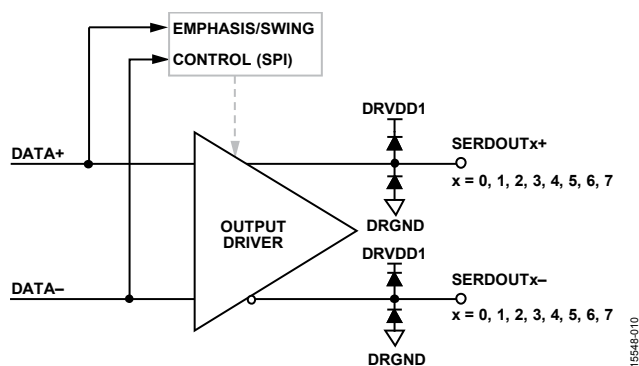 EMPHASIS/SWING
CONTROL (SPI)
DRVDD1
SERDOUTx+
x = 0, 1, 2, 3, 4, 5, 6, 7
DATA+
DRGND
OUTPUT
DRIVER
DRVDD1
SERDOUTx–
x = 0, 1, 2, 3, 4, 5, 6, 7
DATA–
DRGND
15548-010